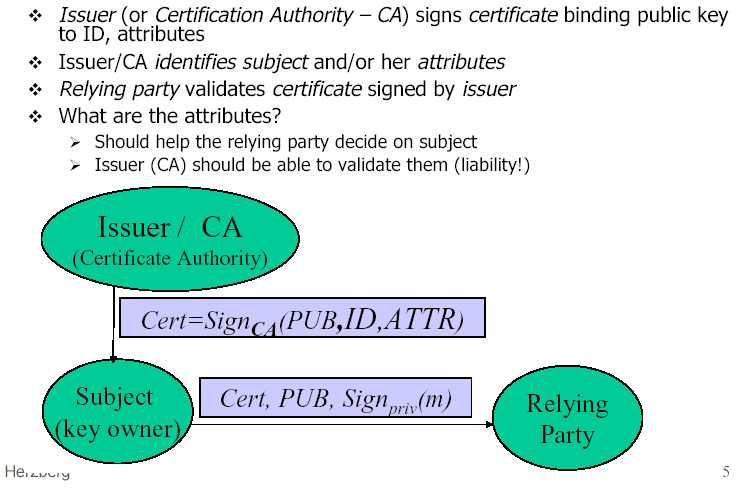 ❖ Issuer (or Certification Authority – CA) signs certificate binding public key
to ID, attributes
❖ Issuer/CA identifies subject and/or her attributes
❖ Relying party validates certificate signed by issuer
❖ What are the attributes?
➢ Should help the relying party decide on subject
➢ Issuer (CA) should be able to validate them (liability!)
Issuer / CA
(Certificate Authority)
Cert=Sign_CA(PUB,ID,ATTR)
Subject
(key owner)
Cert, PUB, Sign_priv(m)
Relying
Party
Herzberg
5